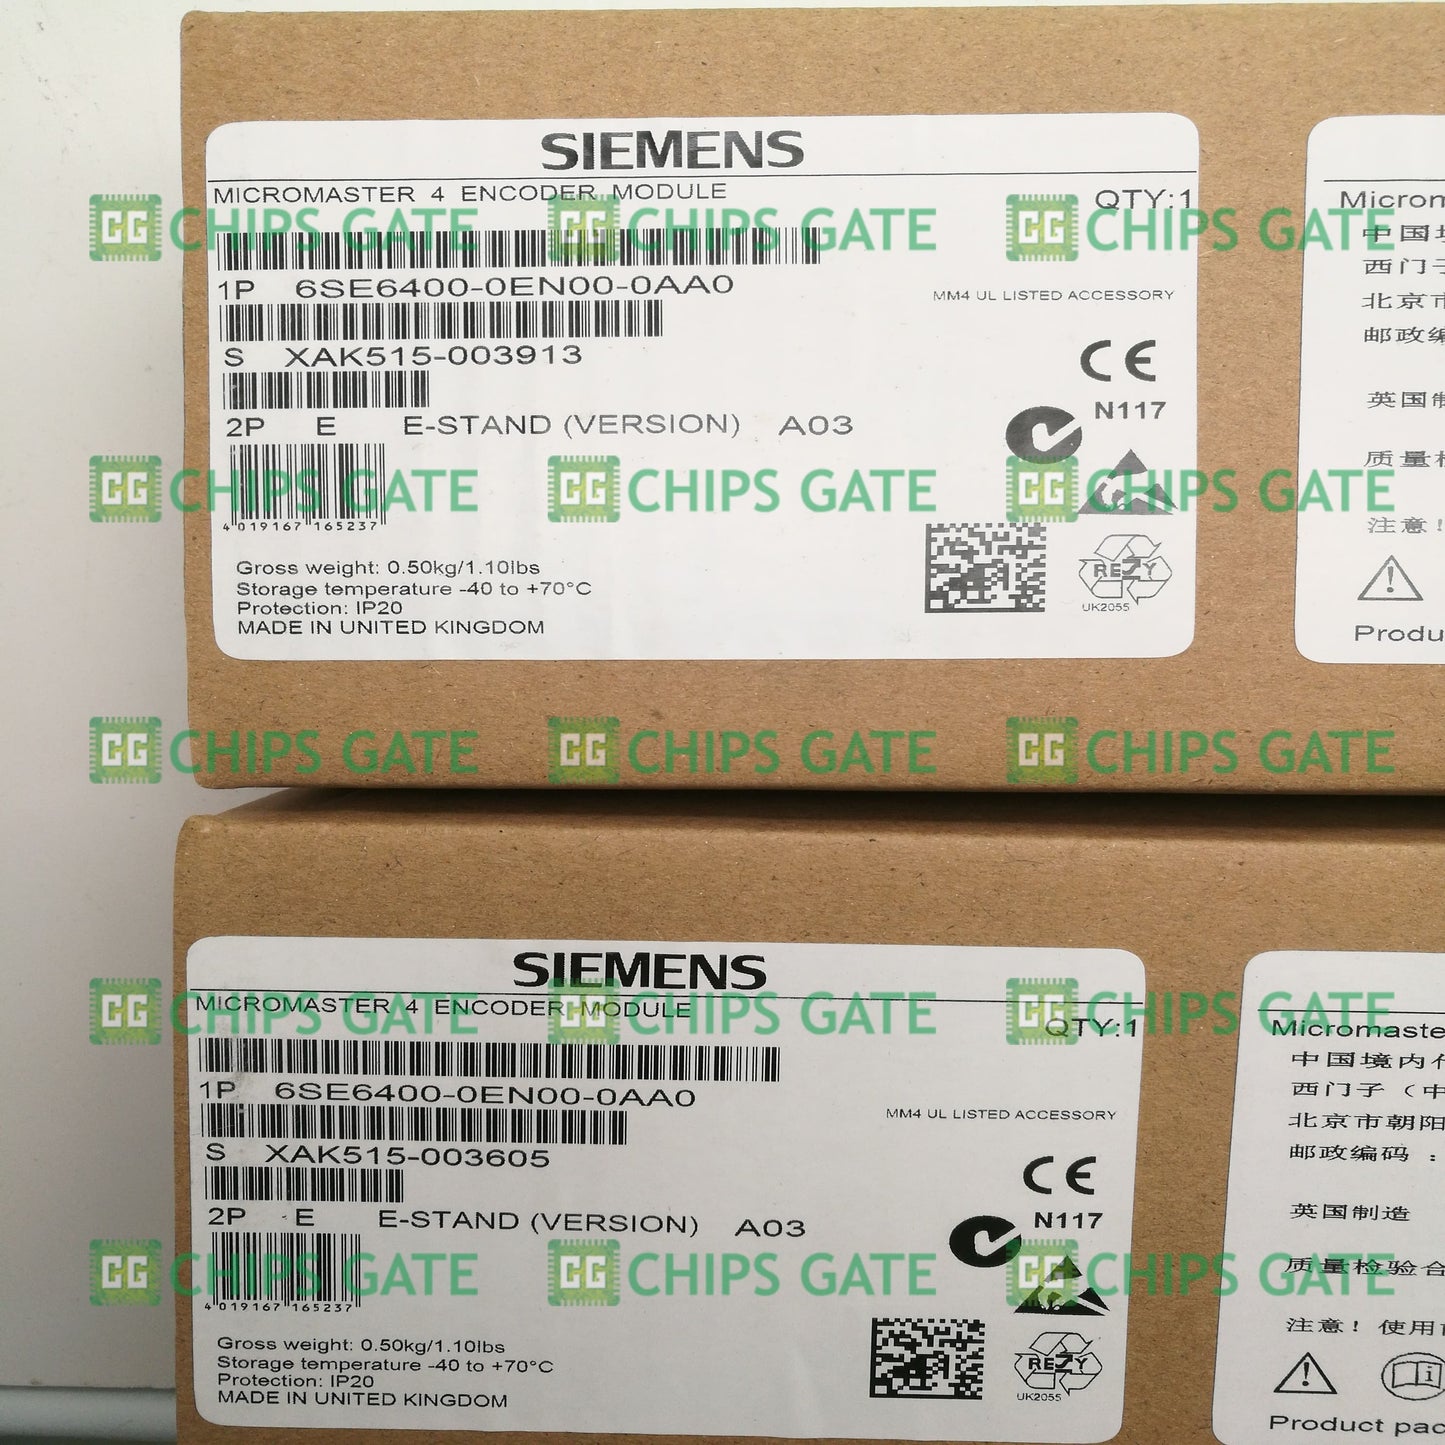 SIEMENS
MICROMASTER 4 ENCODER MODULE
QTY:1
1P 6SE6400-0EN00-0AA0
MM4 UL LISTED ACCESSORY
S XAK515-003913
2P E E-STAND (VERSION) A03
N117
4 019167 165237
Gross weight: 0.50kg/1.10lbs
Storage temperature -40 to +70°C
Protection: IP20
MADE IN UNITED KINGDOM
REZY
UK2055
中国境
西门子
北京市
邮政编
英国制
质量检
注意!
Produ
SIEMENS
MICROMASTER 4 ENCODER MODULE
QTY:1
1P 6SE6400-0EN00-0AA0
MM4 UL LISTED ACCESSORY
S XAK515-003605
2P E E-STAND (VERSION) A03
N117
4 019167 165237
Gross weight: 0.50kg/1.10lbs
Storage temperature -40 to +70°C
Protection: IP20
MADE IN UNITED KINGDOM
REZY
UK2055
Micromaste
中国境内
西门子（中
北京市朝阳
邮政编码：
英国制造
质量检验合
注意! 使用前
Product pac
CG CHIPS GATE CG CHIPS GATE CG CHIPS GATE
CG CHIPS GATE CG CHIPS GATE CG CHIPS GATE
CG CHIPS GATE CG CHIPS GATE CG CHIPS GATE
CG CHIPS GATE CG CHIPS GATE CG CHIPS GATE
CG CHIPS GATE CG CHIPS GATE CG CHIPS GATE